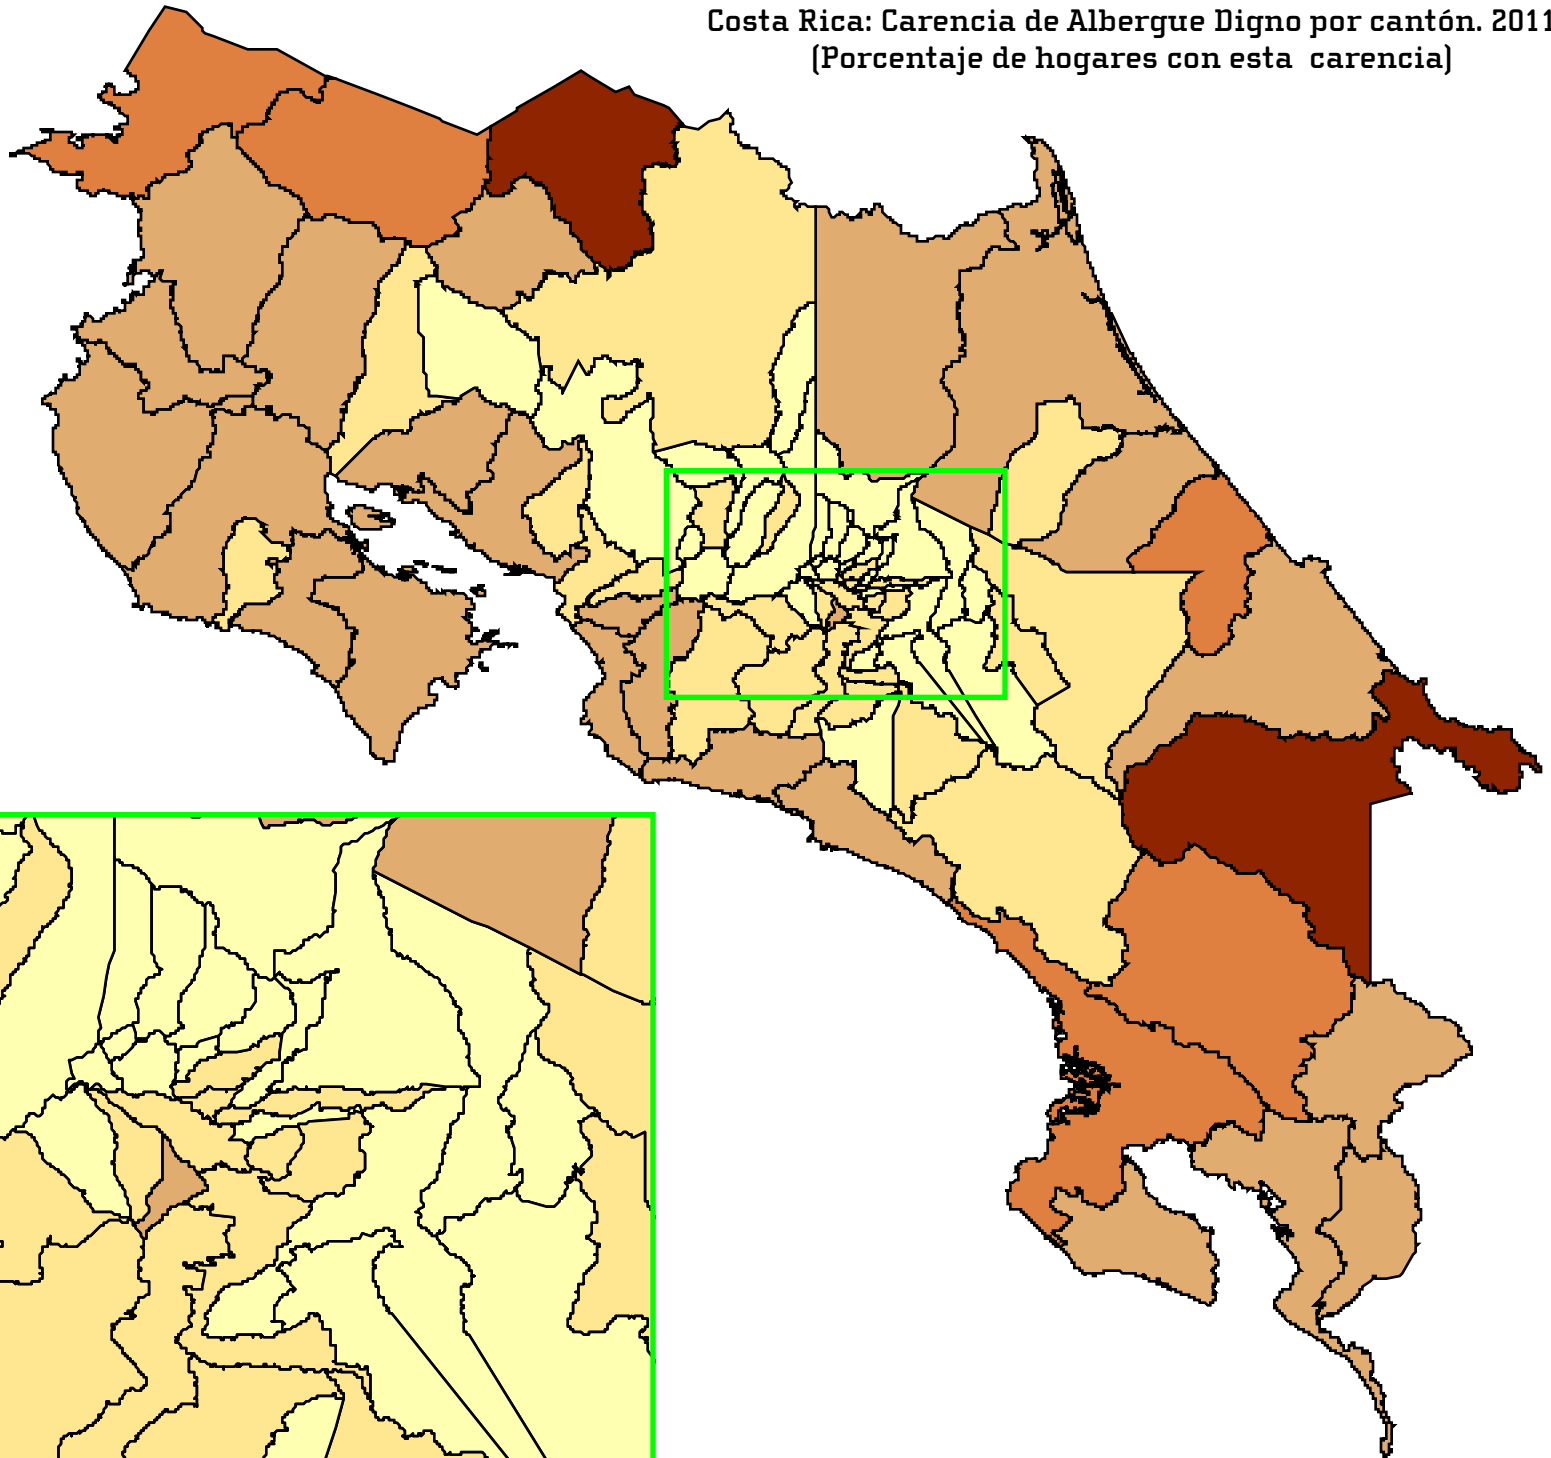 Costa Rica: Carencia de Albergue Digno por cantón. 2011
(Porcentaje de hogares con esta carencia)